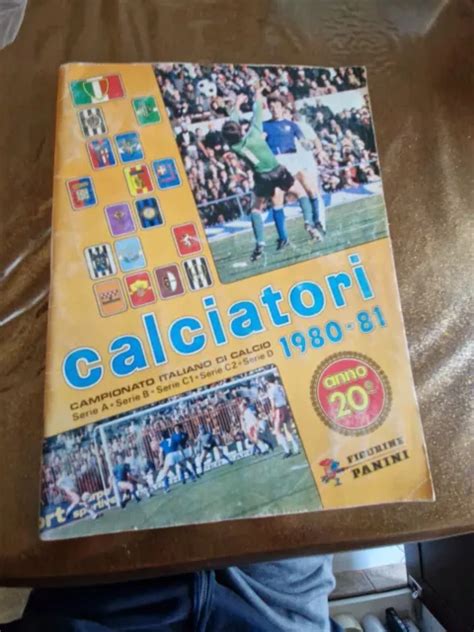 calciatori
1980-81
CAMPIONATO ITALIANO DI CALCIO
Serie A • Serie B • Serie C1 • Serie C2 • Serie D
anno
20°
FIGURINE
PANINI